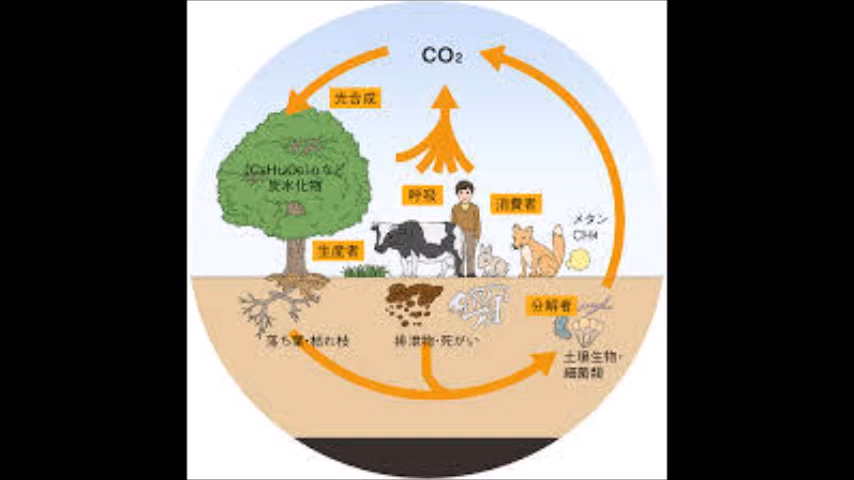 CO₂
光合成
(C₆H₁₀O₅)nなど
炭水化物
呼吸
消費者
メタン
CH₄
生産者
分解者
落ち葉・枯れ枝
排泄物・死がい
土壌生物・
細菌類